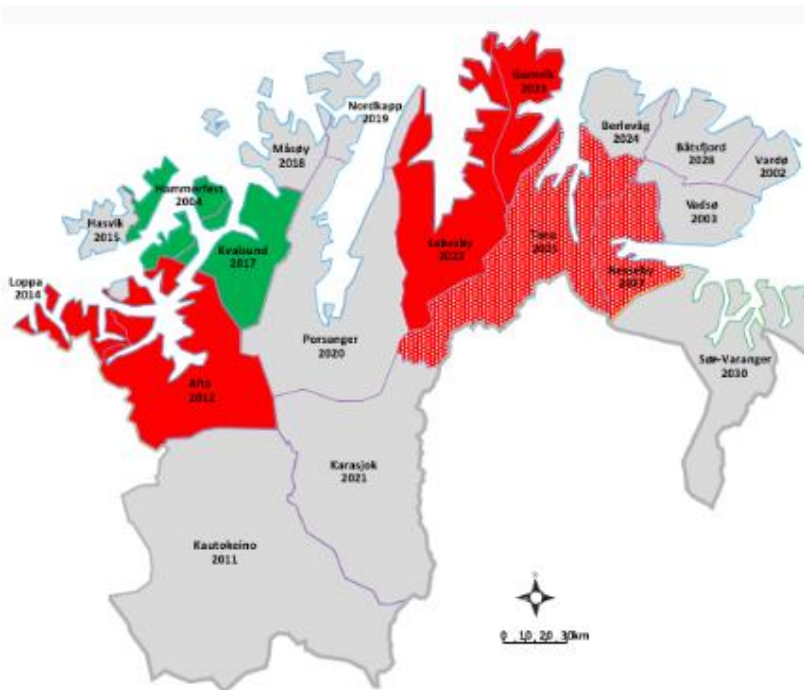 Gamvik
2023
Nordkapp
2019
Berlevåg
2024
Båtsfjord
2028
Vardø
2002
Måsøy
2018
Hammerfest
2004
Vadsø
2003
Hasvik
2015
Kvalsund
2017
Lebesby
2022
Tana
2025
Nesseby
2027
Loppa
2014
Porsanger
2020
Sør-Varanger
2030
Alta
2012
Karasjok
2021
Kautokeino
2011
0 10 20 30km